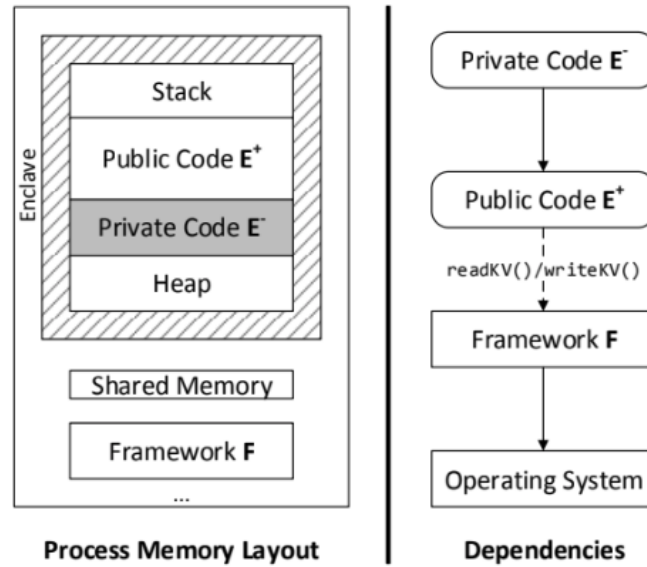 Enclave
Stack
Public Code E⁺
Private Code E⁻
Heap
Shared Memory
Framework F
...
Process Memory Layout
Private Code E⁻
Public Code E⁺
readKV()/writeKV()
Framework F
Operating System
Dependencies